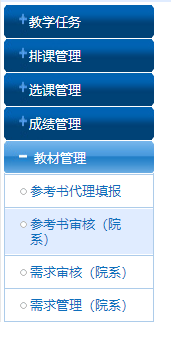 教学任务
排课管理
选课管理
成绩管理
教材管理
参考书代理填报
参考书审核（院
系）
需求审核（院系）
需求管理（院系）